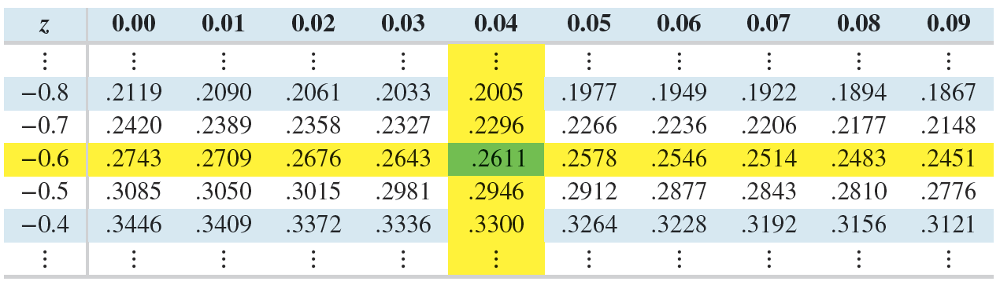 z 0.00 0.01 0.02 0.03 0.04 0.05 0.06 0.07 0.08 0.09
⋮ ⋮ ⋮ ⋮ ⋮ ⋮ ⋮ ⋮ ⋮ ⋮ ⋮
−0.8 .2119 .2090 .2061 .2033 .2005 .1977 .1949 .1922 .1894 .1867
−0.7 .2420 .2389 .2358 .2327 .2296 .2266 .2236 .2206 .2177 .2148
−0.6 .2743 .2709 .2676 .2643 .2611 .2578 .2546 .2514 .2483 .2451
−0.5 .3085 .3050 .3015 .2981 .2946 .2912 .2877 .2843 .2810 .2776
−0.4 .3446 .3409 .3372 .3336 .3300 .3264 .3228 .3192 .3156 .3121
⋮ ⋮ ⋮ ⋮ ⋮ ⋮ ⋮ ⋮ ⋮ ⋮ ⋮